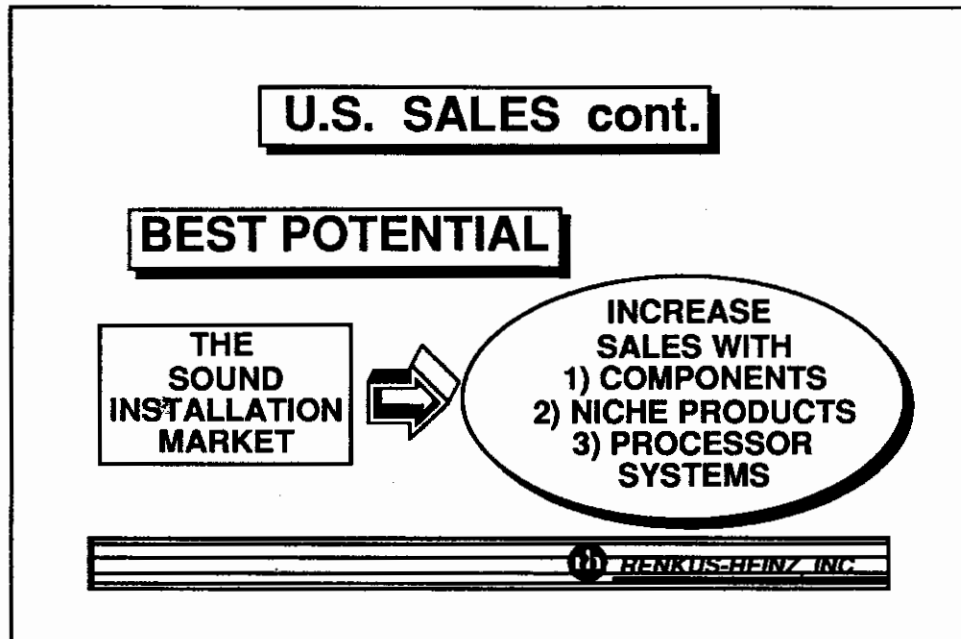 U.S. SALES cont.
BEST POTENTIAL
THE
SOUND
INSTALLATION
MARKET
INCREASE
SALES WITH
1) COMPONENTS
2) NICHE PRODUCTS
3) PROCESSOR
SYSTEMS
rh RENKUS-HEINZ, INC.